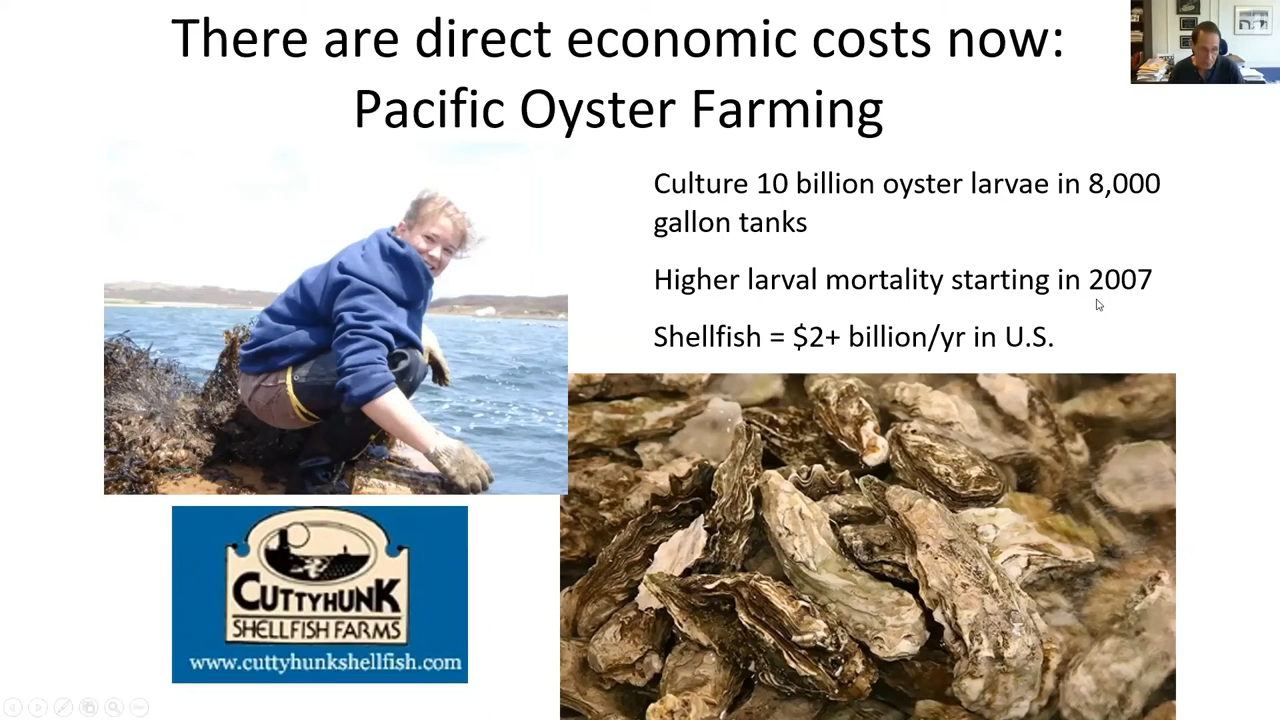 There are direct economic costs now:
Pacific Oyster Farming
Culture 10 billion oyster larvae in 8,000
gallon tanks
Higher larval mortality starting in 2007
Shellfish = $2+ billion/yr in U.S.
CUTTYHUNK
SHELLFISH FARMS
www.cuttyhunkshellfish.com